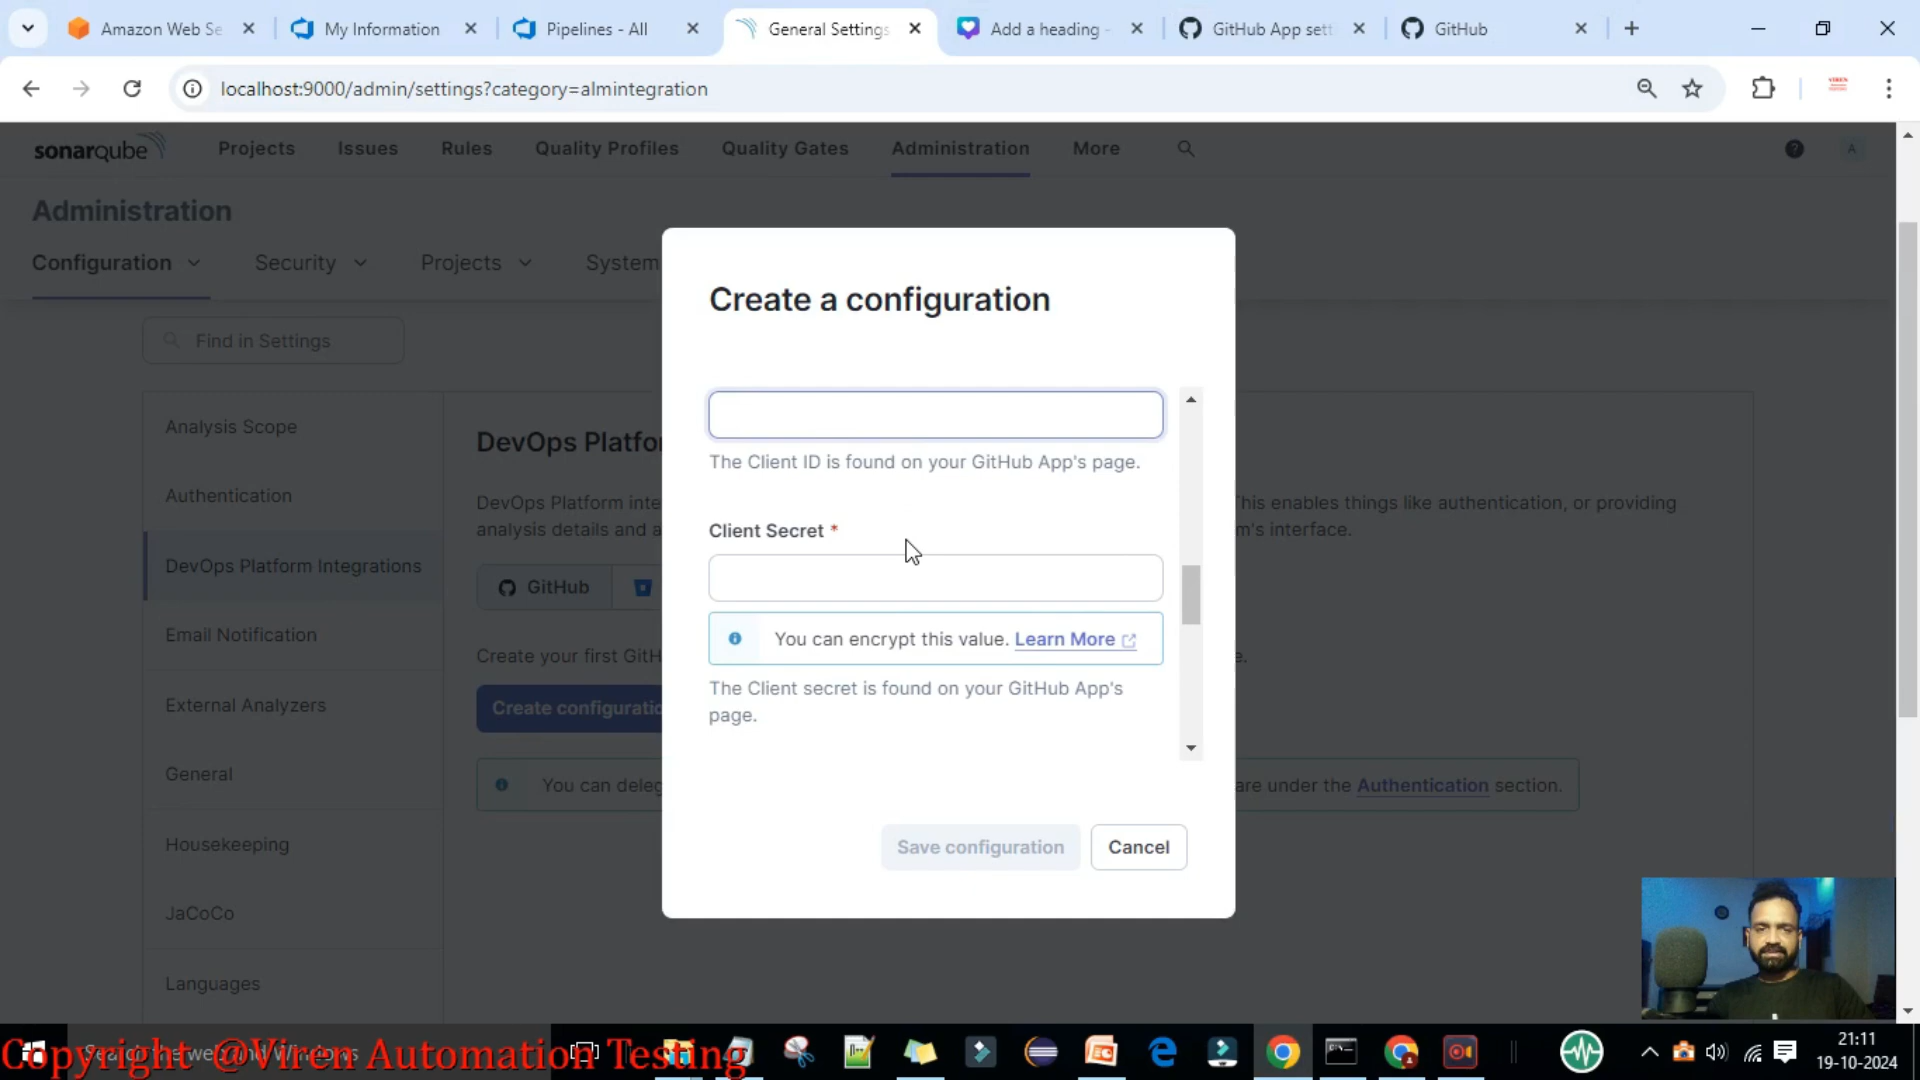 Amazon Web Se
My Information
Pipelines - All
General Settings
Add a heading -
GitHub App sett
GitHub
localhost:9000/admin/settings?category=almintegration
sonarqube
Projects
Issues
Rules
Quality Profiles
Quality Gates
Administration
More
A
Administration
Configuration
Security
Projects
System
Find in Settings
Analysis Scope
Authentication
DevOps Platform Integrations
Email Notification
External Analyzers
General
Housekeeping
JaCoCo
Languages
DevOps Platfor
DevOps Platform inte
his enables things like authentication, or providing
analysis details and a
m's interface.
GitHub
Create your first GitH
e.
Create configuratio
You can deleg
are under the Authentication section.
Create a configuration
The Client ID is found on your GitHub App's page.
Client Secret *
You can encrypt this value. Learn More
The Client secret is found on your GitHub App's
page.
Save configuration
Cancel
Search the web and Windows
Copyright @Viren Automation Testing
21:11
19-10-2024